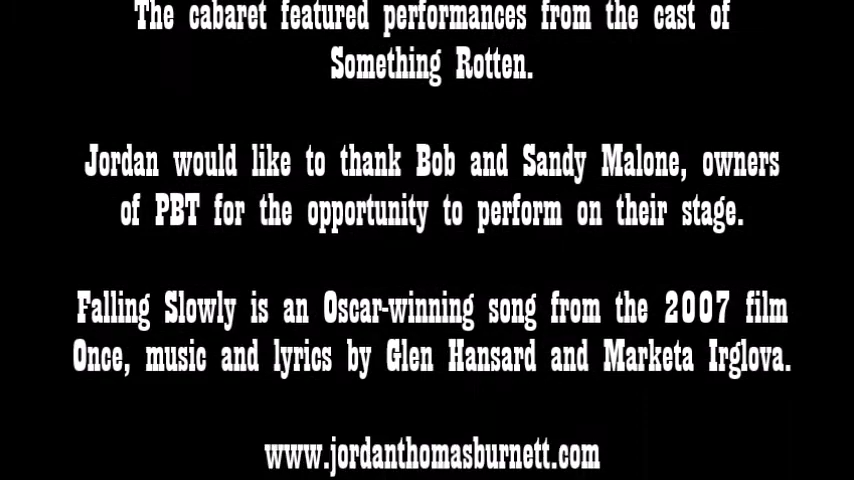 The cabaret featured performances from the cast of
Something Rotten.
Jordan would like to thank Bob and Sandy Malone, owners
of PBT for the opportunity to perform on their stage.
Falling Slowly is an Oscar-winning song from the 2007 film
Once, music and lyrics by Glen Hansard and Marketa Irglova.
www.jordanthomasburnett.com